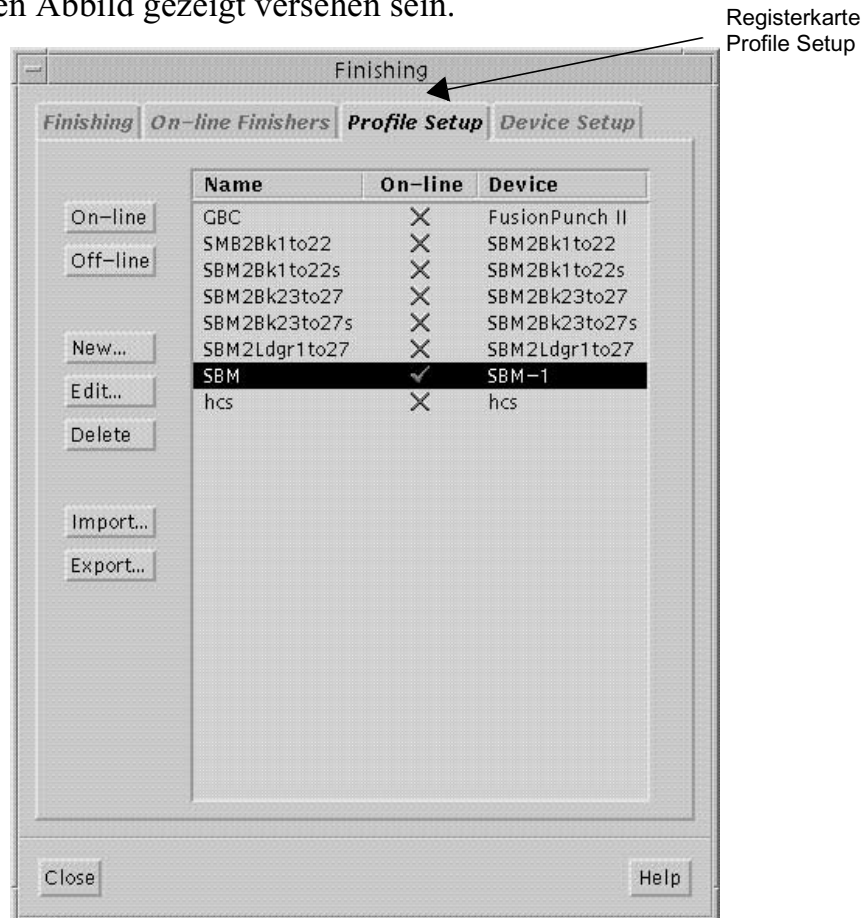 en Abbild gezeigt versehen sein.
Registerkarte
Profile Setup
Finishing
Finishing On-line Finishers Profile Setup Device Setup
Name On-line Device
On-line
Off-line
New...
Edit...
Delete
Import...
Export...
GBC FusionPunch II
SMB2Bk1to22 SBM2Bk1to22
SBM2Bk1to22s SBM2Bk1to22s
SBM2Bk23to27 SBM2Bk23to27
SBM2Bk23to27s SBM2Bk23to27s
SBM2Ldgr1to27 SBM2Ldgr1to27
SBM SBM-1
hcs hcs
Close Help